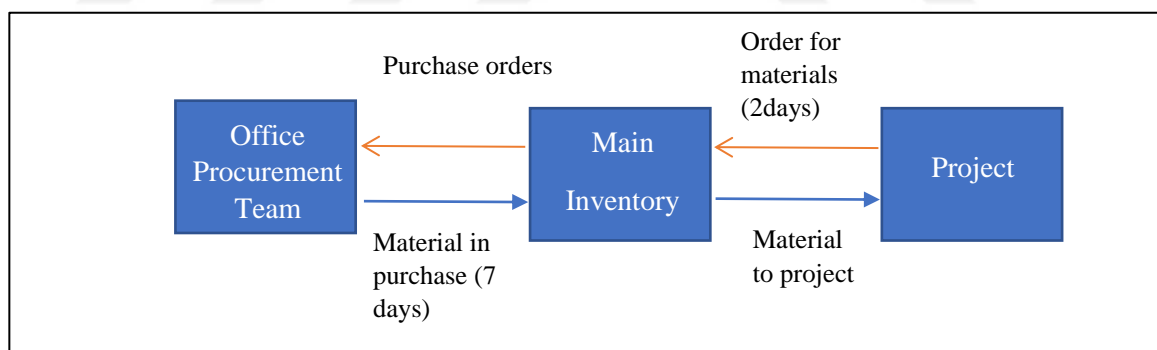 Purchase orders
Order for
materials
(2days)
Office
Procurement
Team
Main
Inventory
Project
Material in
purchase (7
days)
Material
to project